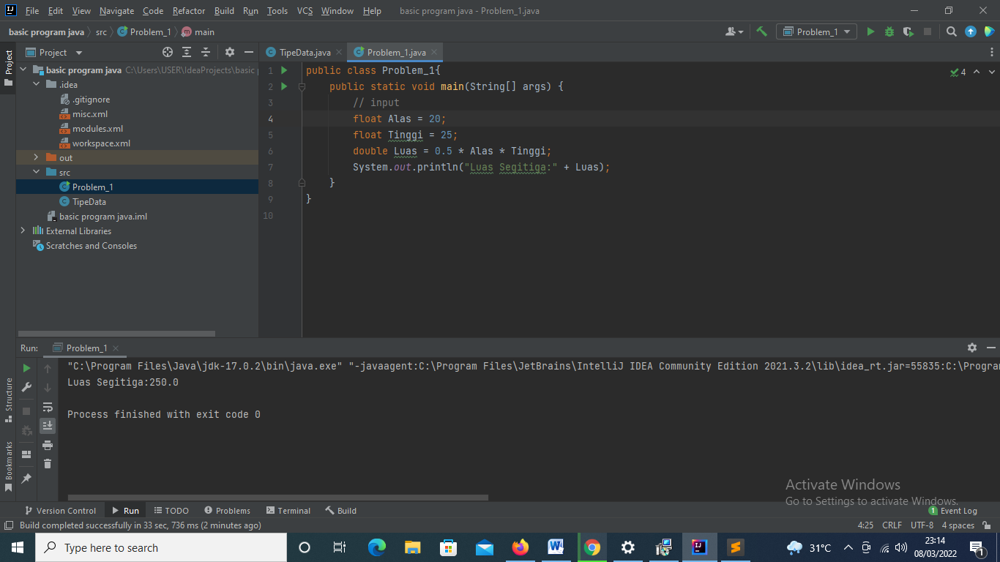 File Edit View Navigate Code Refactor Build Run Tools VCS Window Help basic program java - Problem_1.java
basic program java src Problem_1 main Problem_1
Project
Project TipeData.java Problem_1.java
basic program java C:\Users\USER\IdeaProjects\basic
.idea
.gitignore
misc.xml
modules.xml
workspace.xml
out
src
Problem_1
TipeData
basic program java.iml
External Libraries
Scratches and Consoles
4
1 public class Problem_1{
2 public static void main(String[] args) {
3 // input
4 float Alas = 20;
5 float Tinggi = 25;
6 double Luas = 0.5 * Alas * Tinggi;
7 System.out.println("Luas Segitiga:" + Luas);
8 }
9 }
10
Run: Problem_1
"C:\Program Files\Java\jdk-17.0.2\bin\java.exe" "-javaagent:C:\Program Files\JetBrains\IntelliJ IDEA Community Edition 2021.3.2\lib\idea_rt.jar=55835:C:\Program
Luas Segitiga:250.0
Process finished with exit code 0
Structure
Bookmarks
Activate Windows
Go to Settings to activate Windows.
Version Control Run TODO Problems Terminal Build 1 Event Log
Build completed successfully in 33 sec, 736 ms (2 minutes ago) 4:25 CRLF UTF-8 4 spaces
Type here to search 31°C 23:14
08/03/2022
1